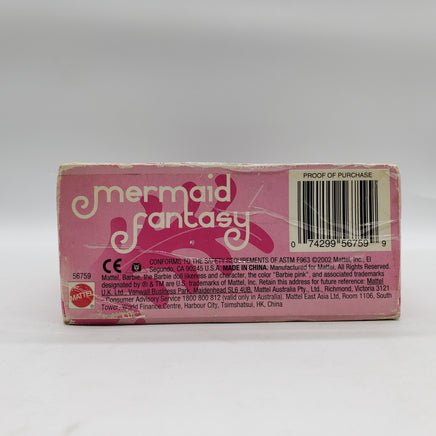 mermaid
fantasy
PROOF OF PURCHASE
0 74299 56759 9
56759
CE CONFORMS TO THE SAFETY REQUIREMENTS OF ASTM F963 ©2002 Mattel, Inc., El
Segundo, CA 90245 U.S.A. MADE IN CHINA. Manufactured for Mattel. All Rights Reserved.
Mattel, Barbie, the Barbie doll likeness and character, the color "Barbie pink", and associated trademarks
designated by ® & TM are U.S. trademarks of Mattel, Inc. Retain this address for future reference: Mattel
U.K. Ltd., Vanwall Business Park, Maidenhead SL6 4UB. Mattel Australia Pty., Ltd., Richmond, Victoria 3121
Consumer Advisory Service 1800 800 812 (valid only in Australia). Mattel East Asia Ltd, Room 1106, South
Tower, World Finance Centre, Harbour City, Tsimshatsui, HK, China
MATTEL